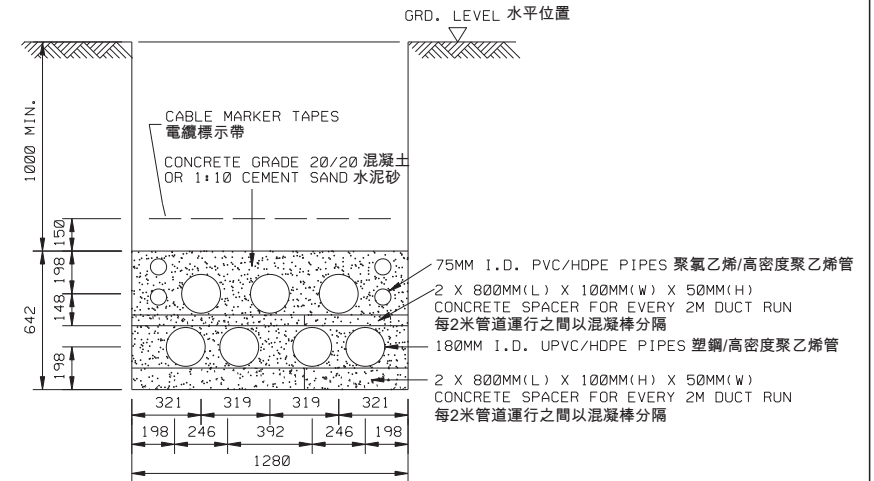 GRD. LEVEL 水平位置
CABLE MARKER TAPES
電纜標示帶
CONCRETE GRADE 20/20 混凝土
OR 1:10 CEMENT SAND 水泥砂
1000 MIN.
150
198
148
642
198
75MM I.D. PVC/HDPE PIPES 聚氯乙烯/高密度聚乙烯管
2 X 800MM(L) X 100MM(W) X 50MM(H)
CONCRETE SPACER FOR EVERY 2M DUCT RUN
每2米管道運行之間以混凝棒分隔
180MM I.D. UPVC/HDPE PIPES 塑鋼/高密度聚乙烯管
2 X 800MM(L) X 100MM(H) X 50MM(W)
CONCRETE SPACER FOR EVERY 2M DUCT RUN
每2米管道運行之間以混凝棒分隔
321 319 319 321
198 246 392 246 198
1280